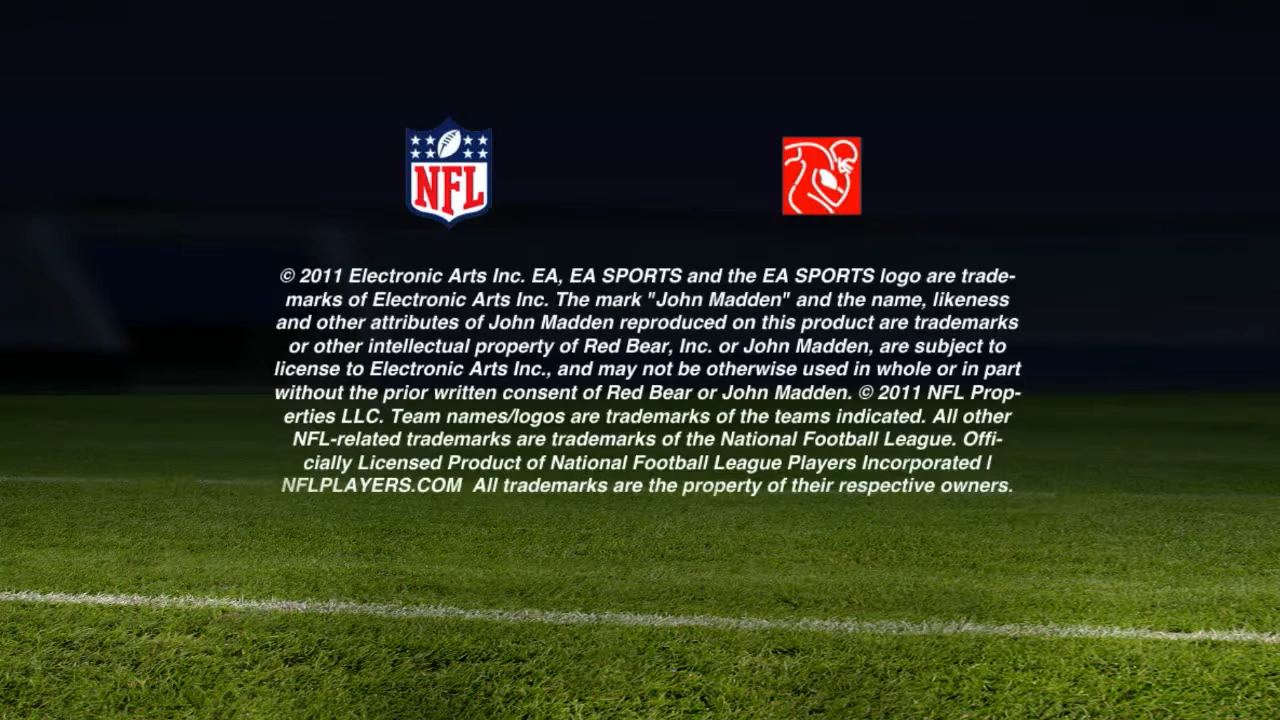 NFL
© 2011 Electronic Arts Inc. EA, EA SPORTS and the EA SPORTS logo are trade-
marks of Electronic Arts Inc. The mark "John Madden" and the name, likeness
and other attributes of John Madden reproduced on this product are trademarks
or other intellectual property of Red Bear, Inc. or John Madden, are subject to
license to Electronic Arts Inc., and may not be otherwise used in whole or in part
without the prior written consent of Red Bear or John Madden. © 2011 NFL Prop-
erties LLC. Team names/logos are trademarks of the teams indicated. All other
NFL-related trademarks are trademarks of the National Football League. Offi-
cially Licensed Product of National Football League Players Incorporated |
NFLPLAYERS.COM  All trademarks are the property of their respective owners.